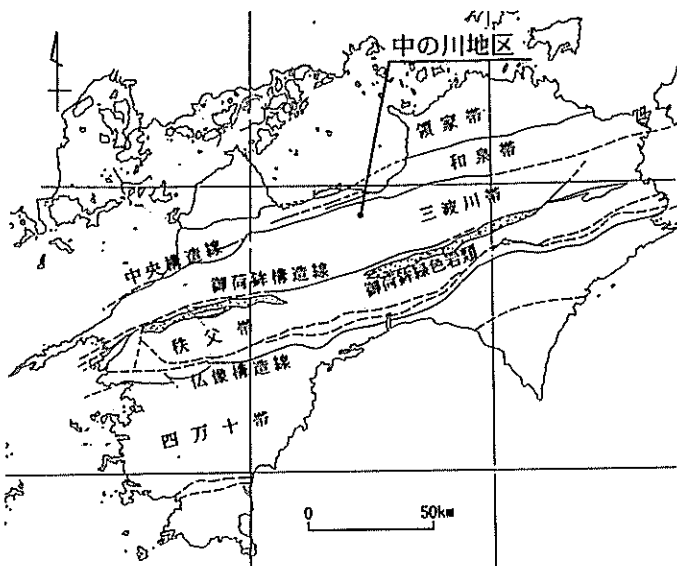 中の川地区
領家帯
和泉帯
三波川帯
中央構造線
御荷鉾構造線
御荷鉾緑色岩類
秩父帯
仏像構造線
四万十帯
0 50km